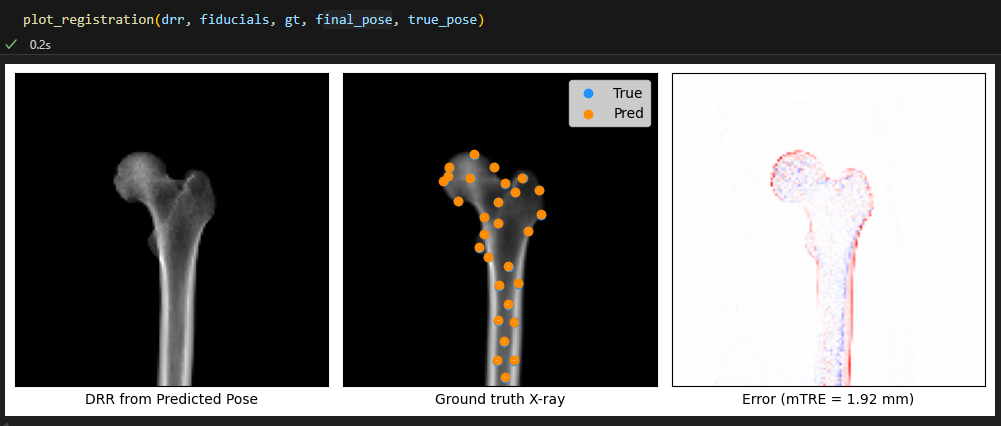 plot_registration(drr, fiducials, gt, final_pose, true_pose)
0.2s
True
Pred
DRR from Predicted Pose
Ground truth X-ray
Error (mTRE = 1.92 mm)